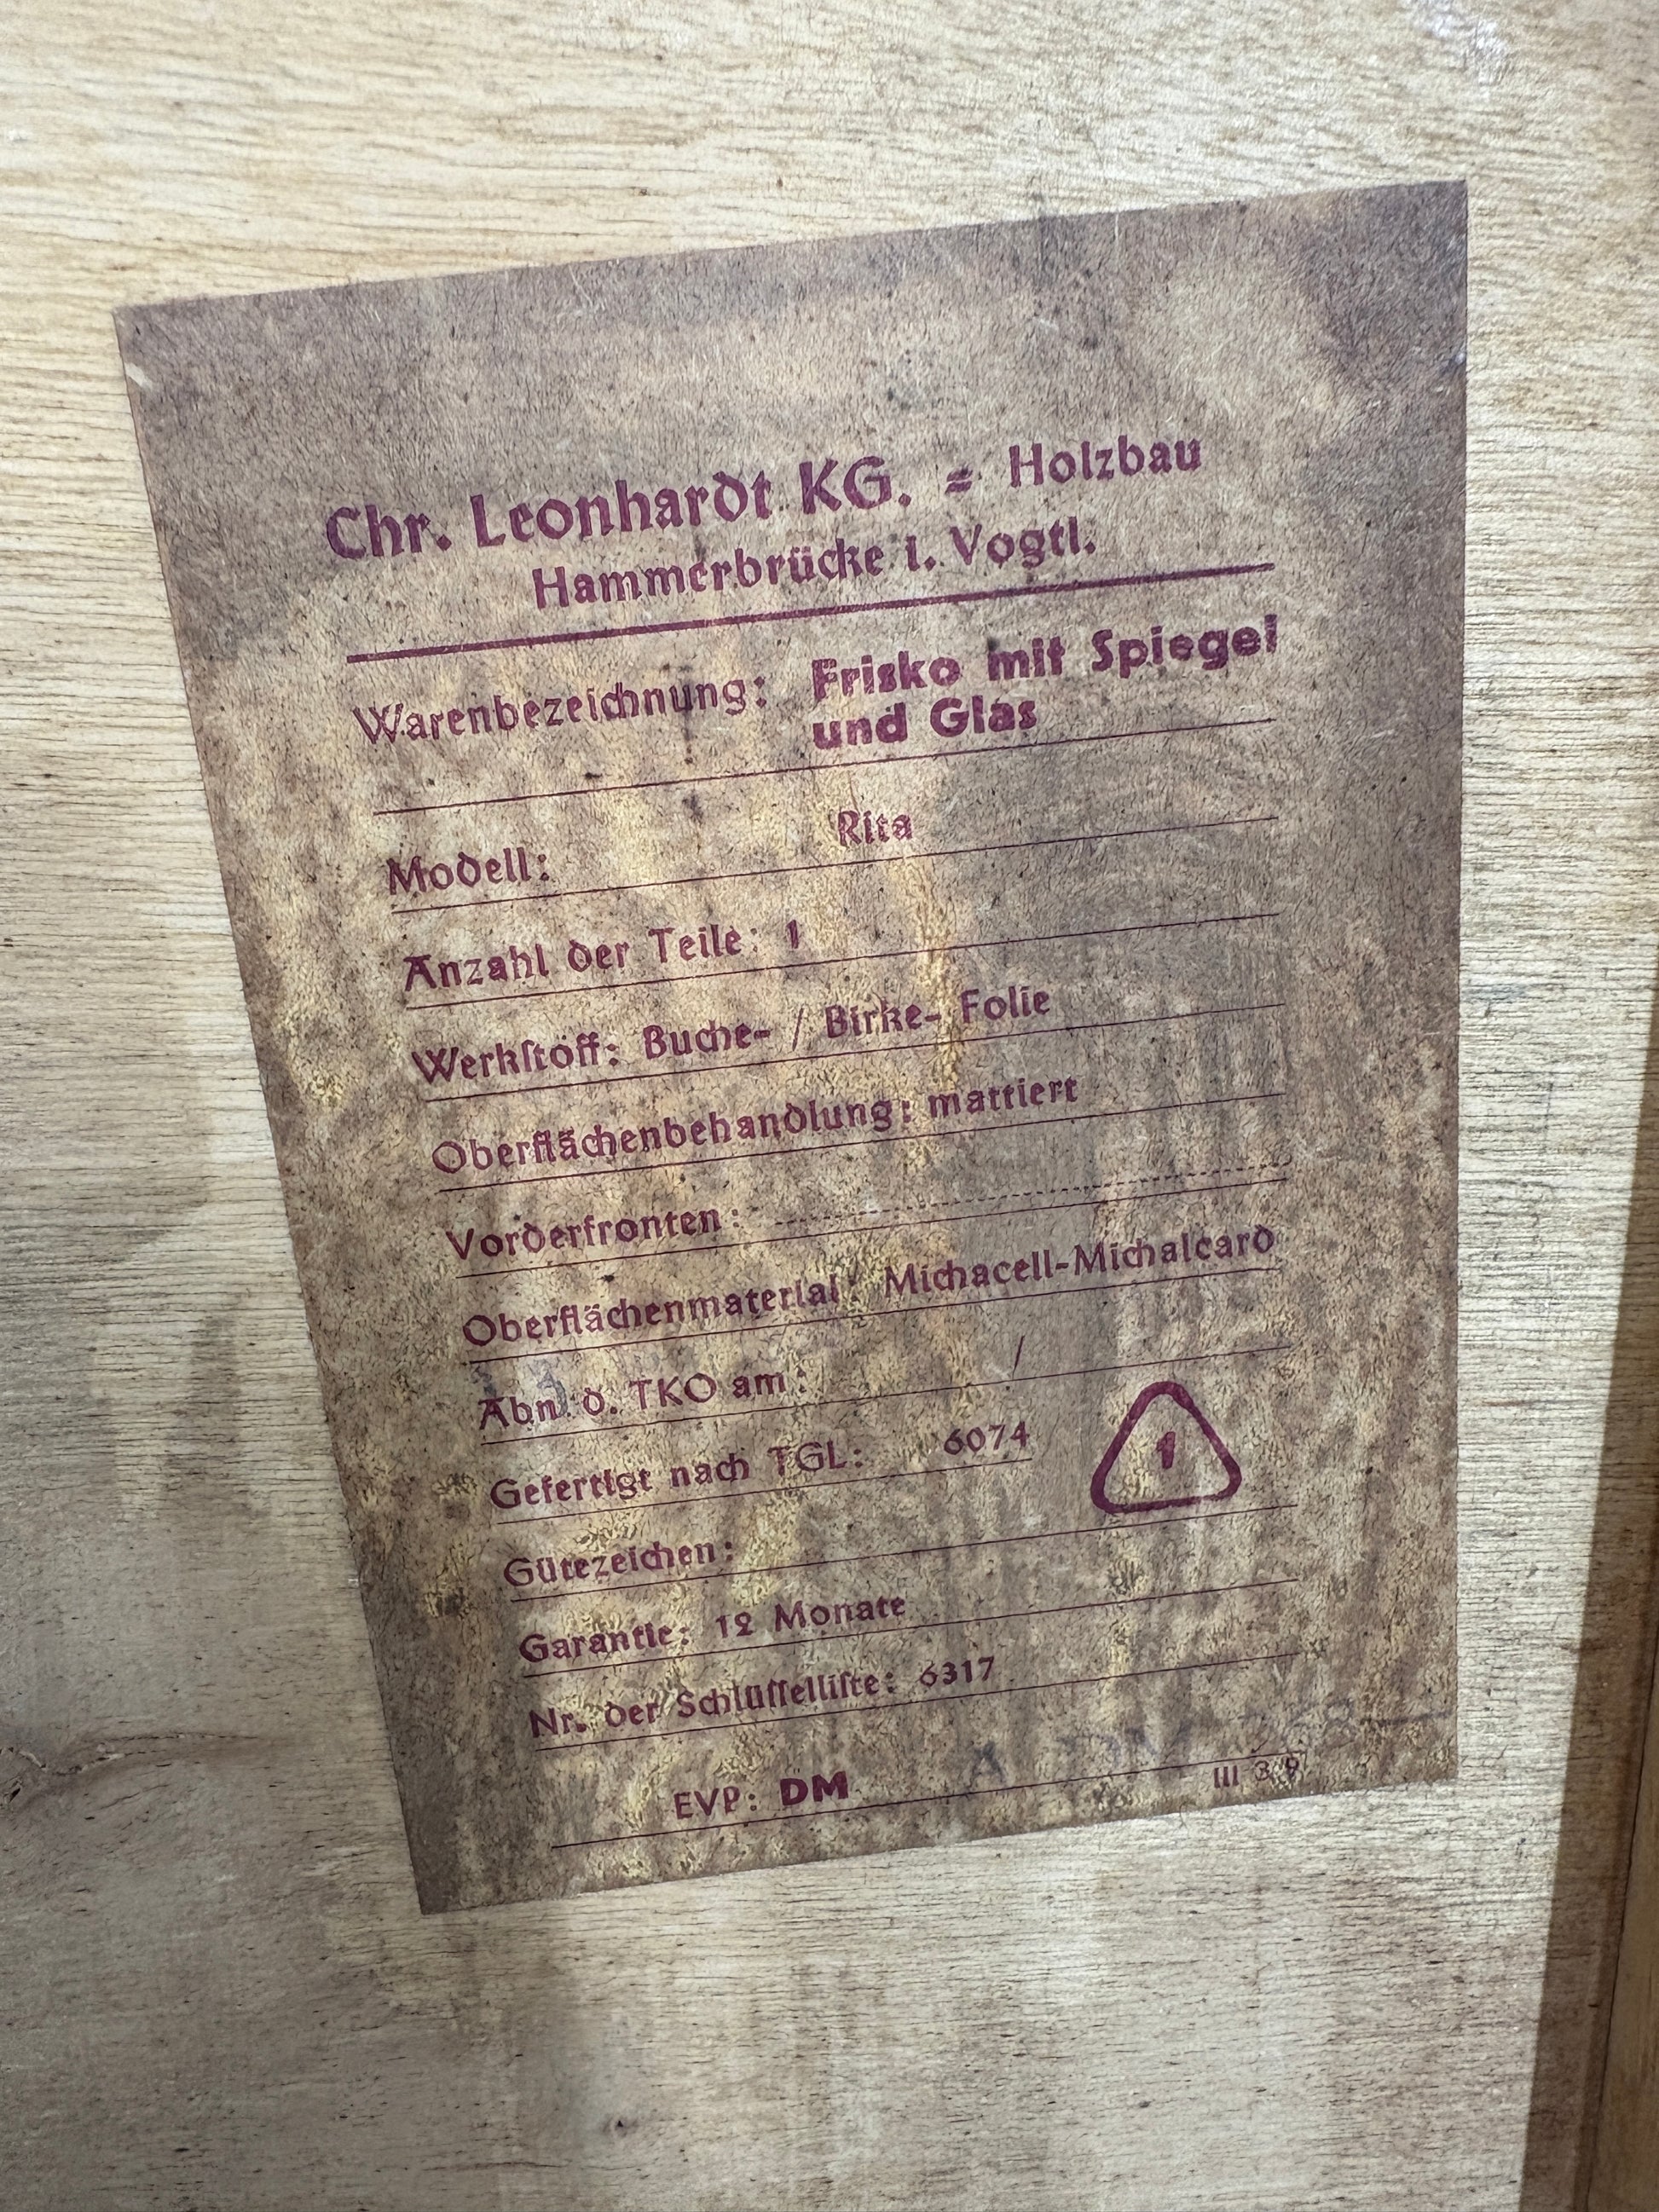 Chr. Leonhardt KG. = Holzbau
Hammerbrücke i. Vogtl.
Warenbezeichnung: Frisko mit Spiegel
und Glas
Modell: Rita
Anzahl der Teile: 1
Werkſtoff: Buche- / Birke- Folie
Oberflächenbehandlung: mattiert
Vorderfronten:
Oberflächenmaterial: Michacell-Michalcard
Abn. d. TKO am: /
Gefertigt nach TGL: 6074
1
Gütezeichen:
Garantie: 12 Monate
Nr. der Schlüſſelliſte: 6317
EVP: DM
III